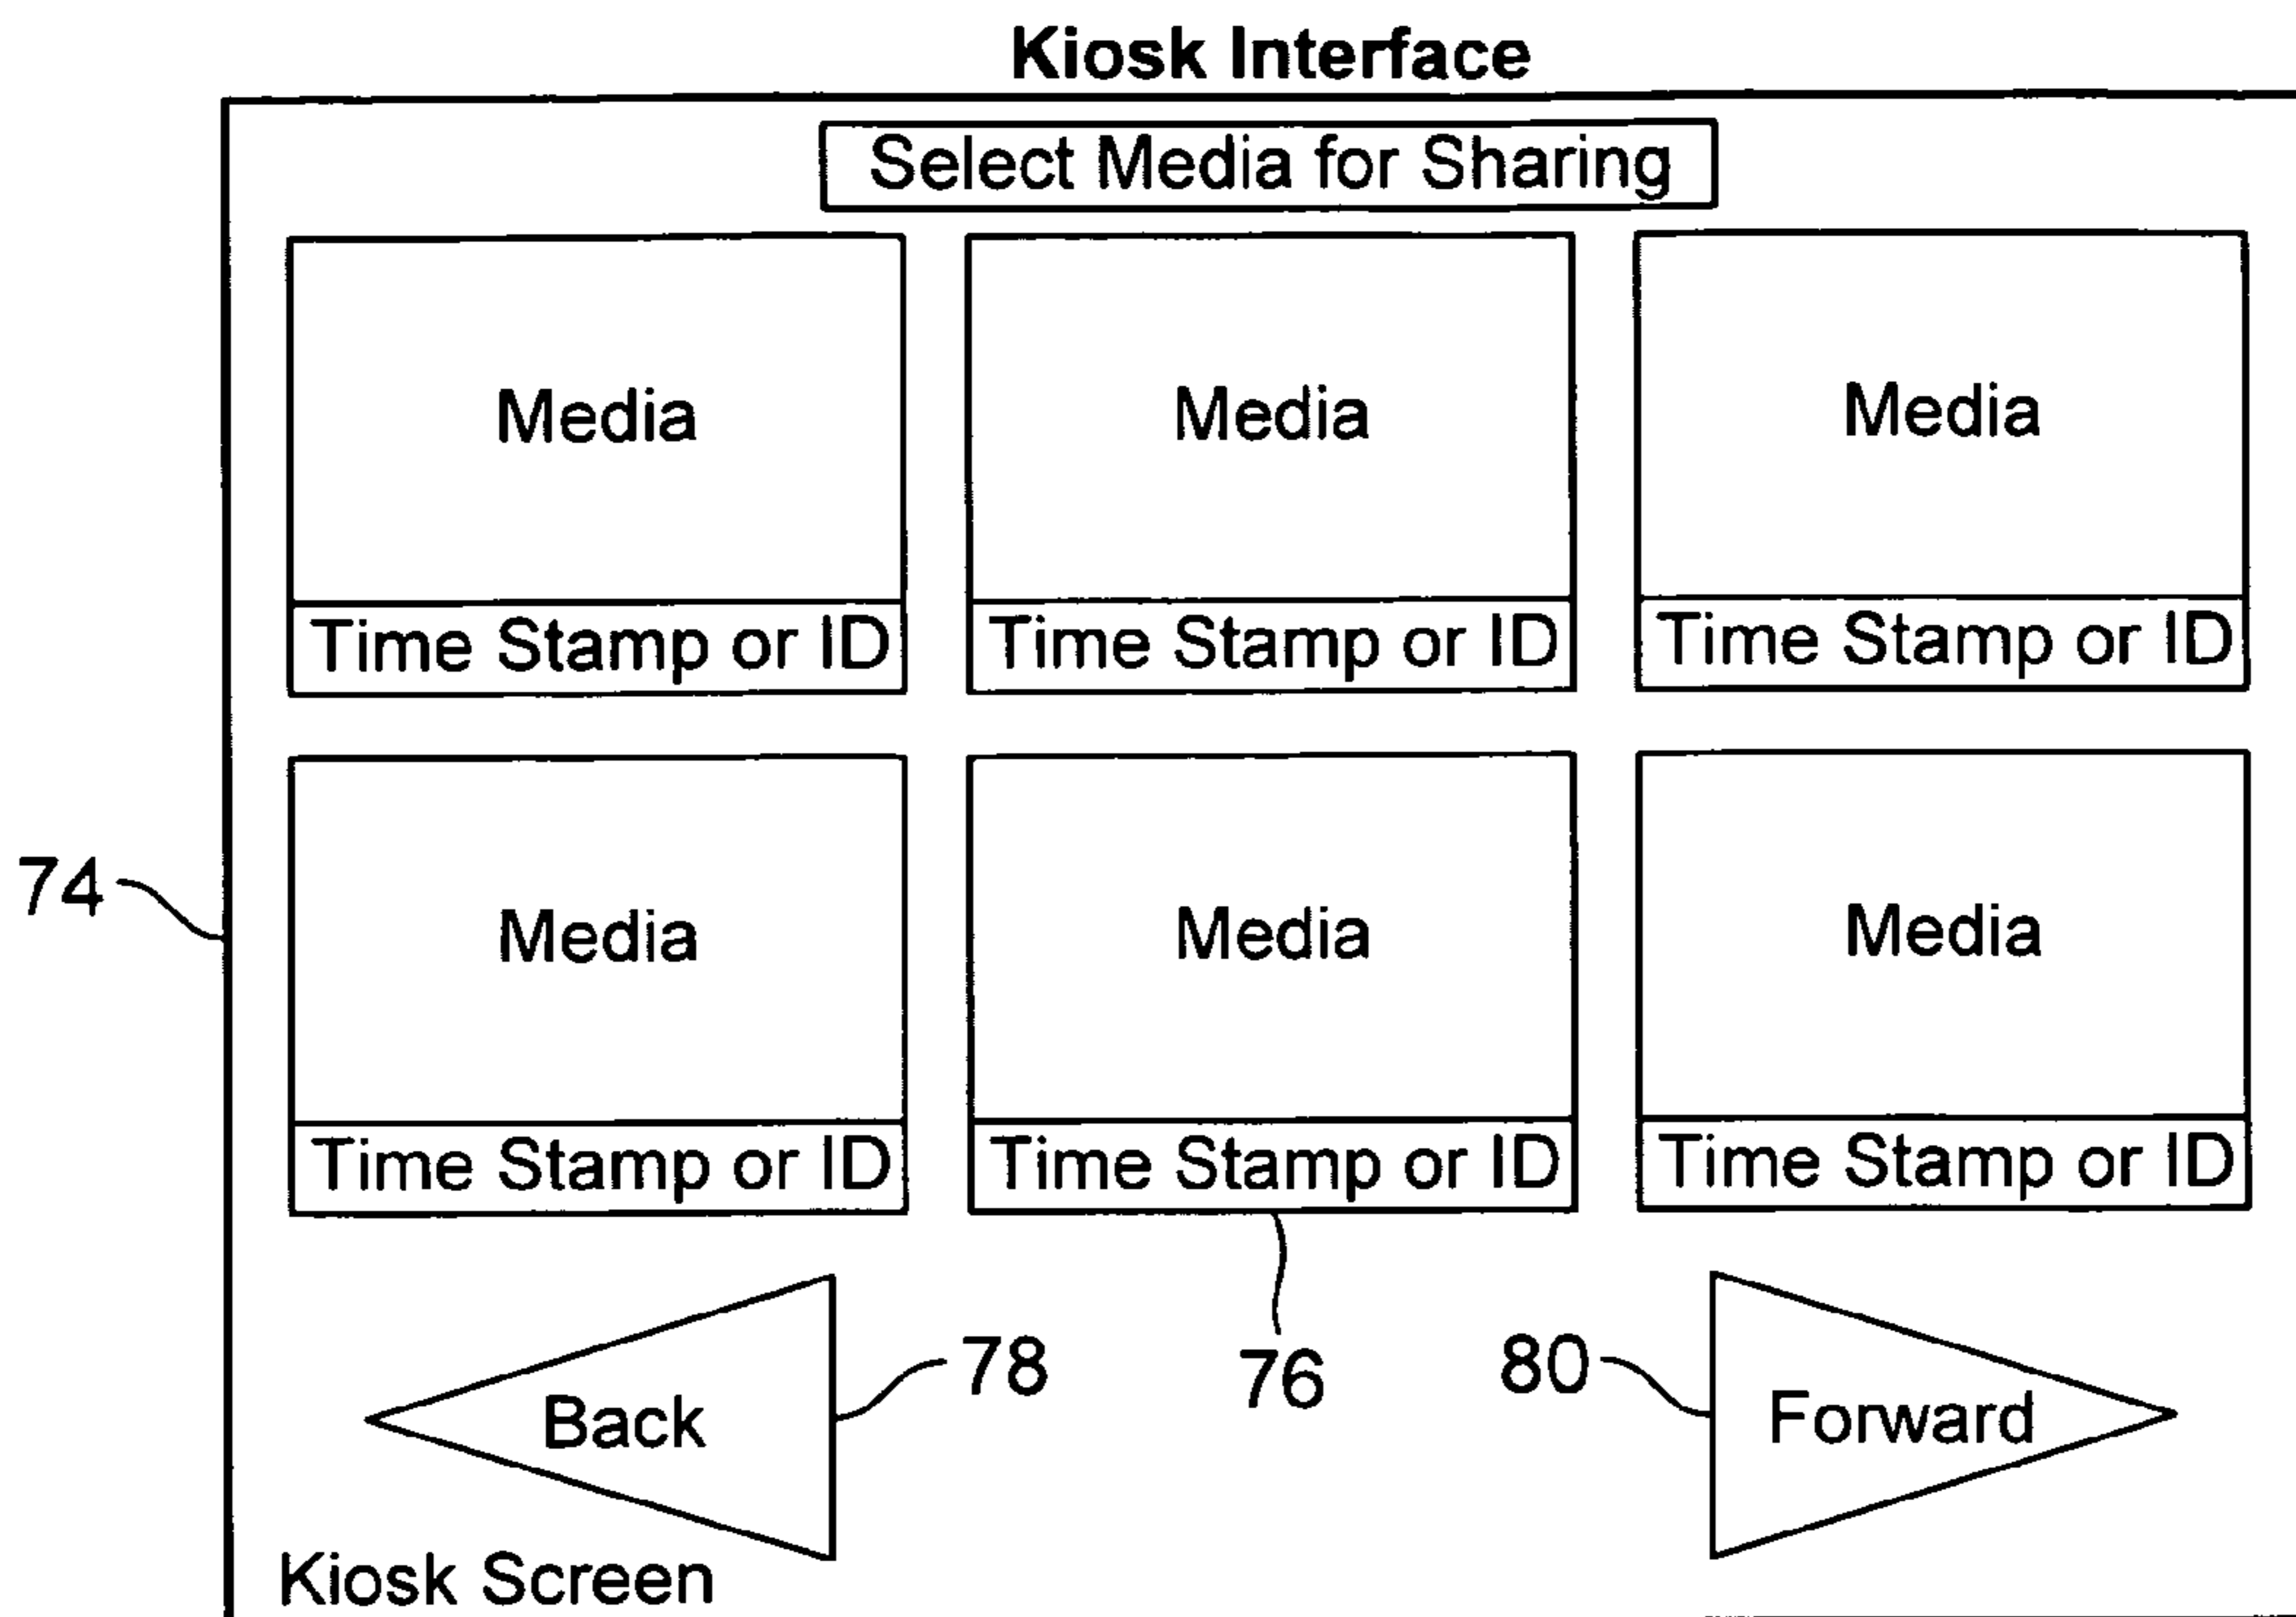 Kiosk Interface
Select Media for Sharing
Media Media Media
Time Stamp or ID Time Stamp or ID Time Stamp or ID
74
Media Media Media
Time Stamp or ID Time Stamp or ID Time Stamp or ID
Back 78 76 80 Forward
Kiosk Screen